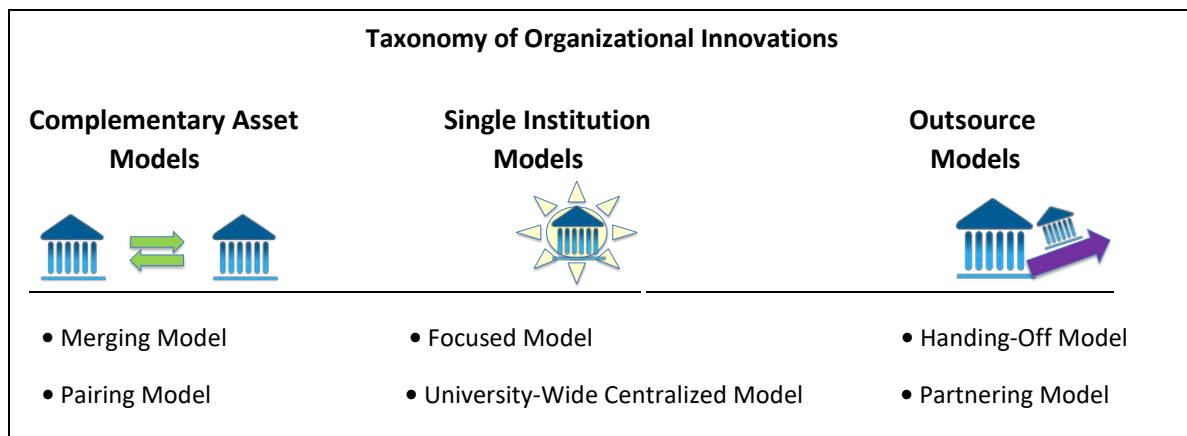 Taxonomy of Organizational Innovations
Complementary Asset
Models
Single Institution
Models
Outsource
Models
• Merging Model
• Pairing Model
• Focused Model
• University-Wide Centralized Model
• Handing-Off Model
• Partnering Model